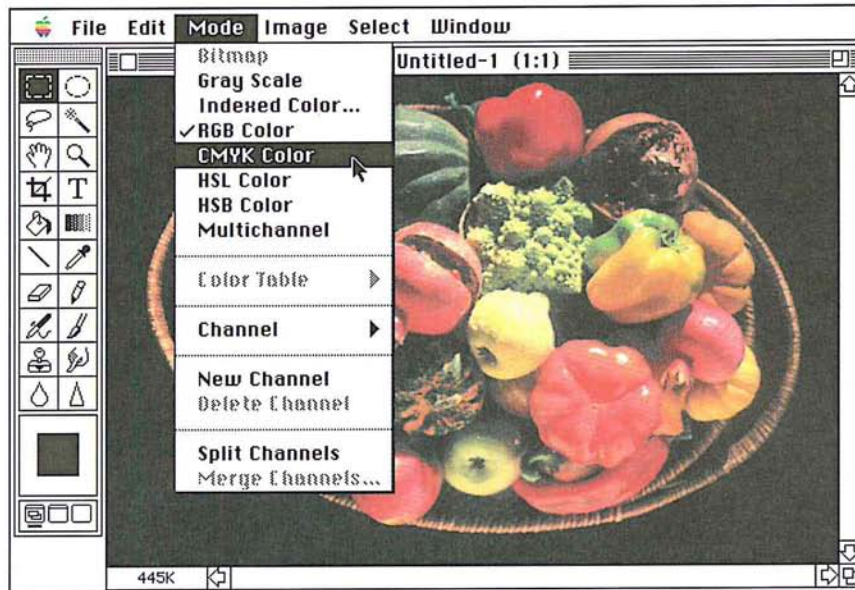 File Edit Mode Image Select Window
Untitled-1 (1:1)
Bitmap
Gray Scale
Indexed Color...
✓RGB Color
CMYK Color
HSL Color
HSB Color
Multichannel
Color Table
Channel
New Channel
Delete Channel
Split Channels
Merge Channels...
T
445K